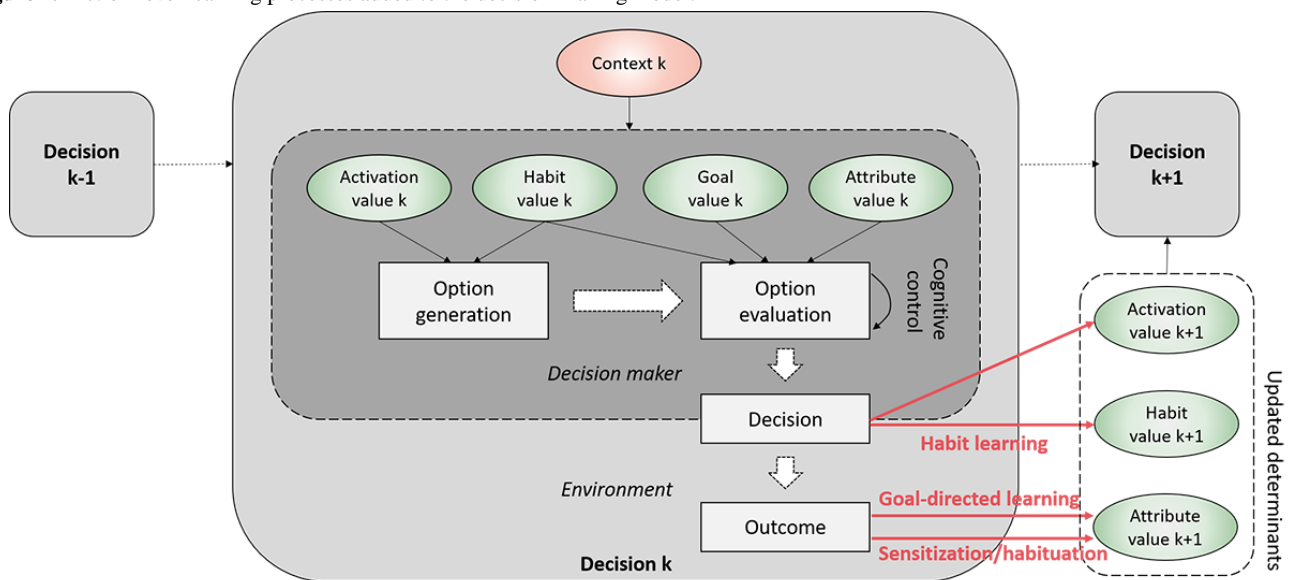 Context k
Decision
k-1
Decision
k+1
Activation
value k
Habit
value k
Goal
value k
Attribute
value k
Option
generation
Option
evaluation
Cognitive
control
Decision maker
Decision
Habit learning
Environment
Goal-directed learning
Outcome
Sensitization/habituation
Decision k
Activation
value k+1
Habit
value k+1
Attribute
value k+1
Updated determinants